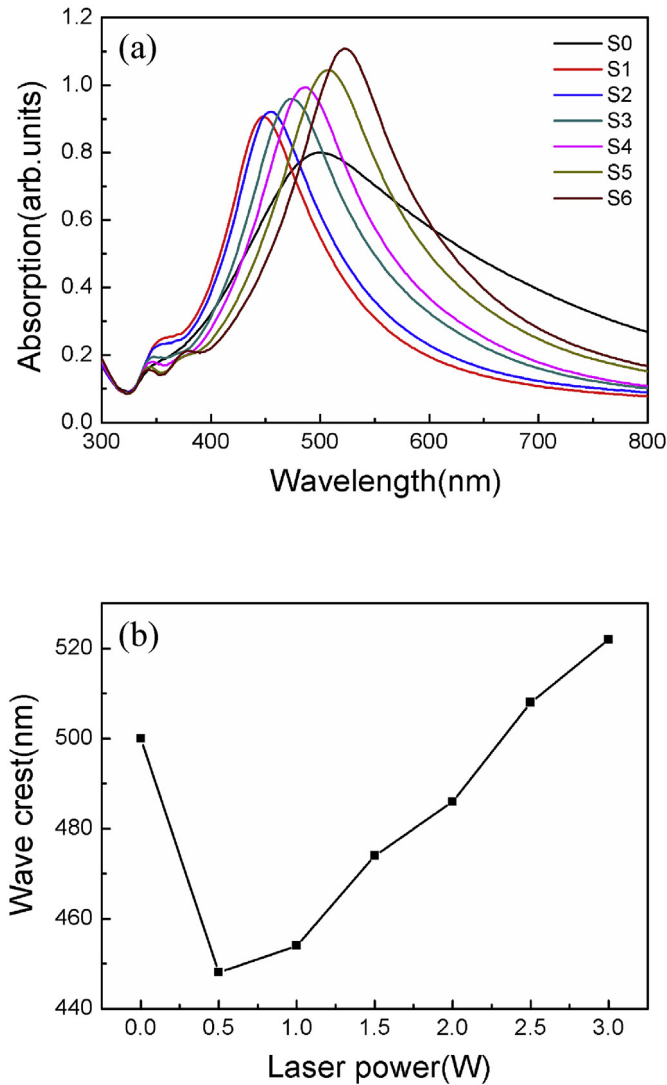 (a)
S0
S1
S2
S3
S4
S5
S6
1.2
1.0
0.8
0.6
0.4
0.2
0.0
Absorption(arb.units)
300 400 500 600 700 800
Wavelength(nm)
(b)
520
500
480
460
440
Wave crest(nm)
0.0 0.5 1.0 1.5 2.0 2.5 3.0
Laser power(W)